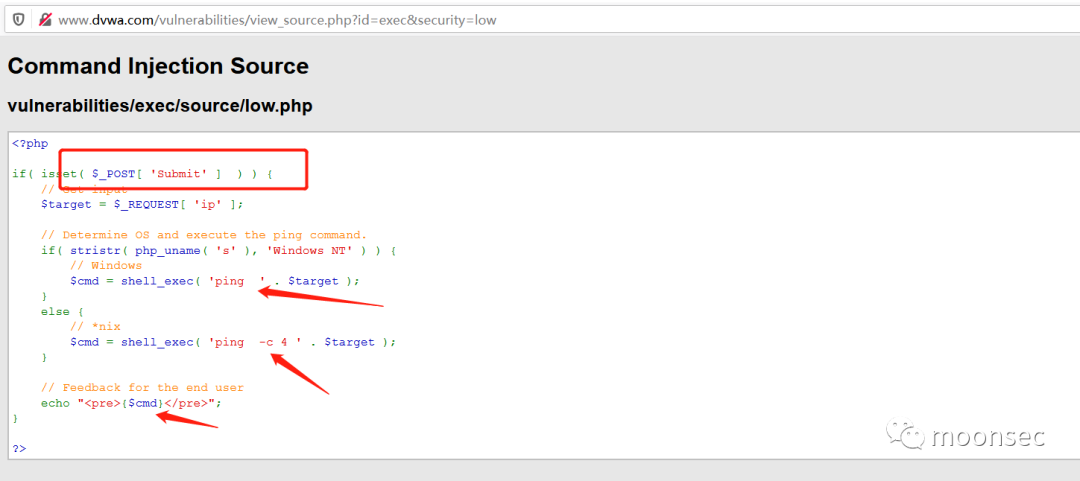 www.dvwa.com/vulnerabilities/view_source.php?id=exec&security=low
Command Injection Source
vulnerabilities/exec/source/low.php
<?php
if( isset( $_POST[ 'Submit' ]  ) ) {
    // Get input
    $target = $_REQUEST[ 'ip' ];
    // Determine OS and execute the ping command.
    if( stristr( php_uname( 's' ), 'Windows NT' ) ) {
        // Windows
        $cmd = shell_exec( 'ping  ' . $target );
    }
    else {
        // *nix
        $cmd = shell_exec( 'ping  -c 4 ' . $target );
    }
    // Feedback for the end user
    echo "<pre>{$cmd}</pre>";
}
?>
moonsec